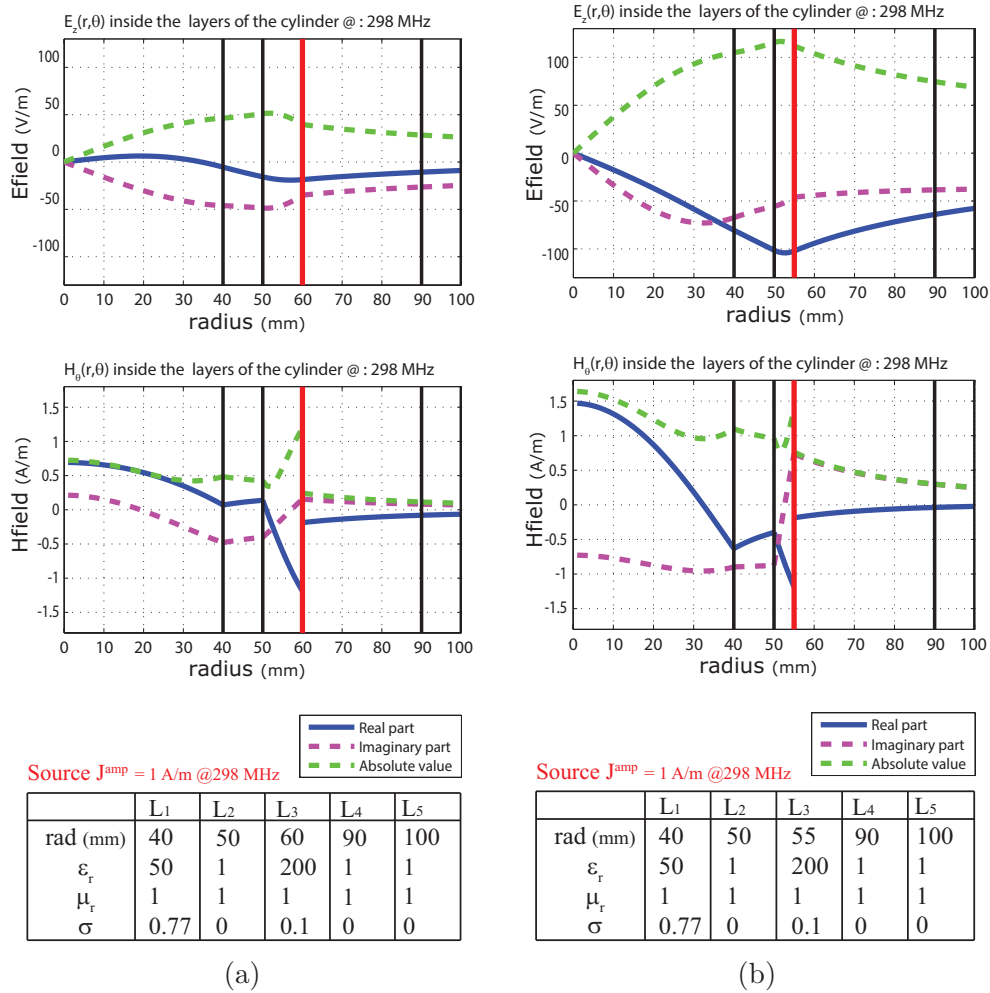 E_z(r,θ) inside the layers of the cylinder @ : 298 MHz
100
50
0
-50
-100
Efield (V/m)
0 10 20 30 40 50 60 70 80 90 100
radius (mm)
H_θ(r,θ) inside the layers of the cylinder @ : 298 MHz
1.5
1
0.5
0
-0.5
-1
-1.5
Hfield (A/m)
0 10 20 30 40 50 60 70 80 90 100
radius (mm)
Real part
Imaginary part
Absolute value
Source J^amp = 1 A/m @298 MHz
L1 L2 L3 L4 L5
rad (mm) 40 50 60 90 100
ε_r 50 1 200 1 1
μ_r 1 1 1 1 1
σ 0.77 0 0.1 0 0
(a)
E_z(r,θ) inside the layers of the cylinder @ : 298 MHz
100
50
0
-50
-100
Efield (V/m)
0 10 20 30 40 50 60 70 80 90 100
radius (mm)
H_θ(r,θ) inside the layers of the cylinder @ : 298 MHz
1.5
1
0.5
0
-0.5
-1
-1.5
Hfield (A/m)
0 10 20 30 40 50 60 70 80 90 100
radius (mm)
Real part
Imaginary part
Absolute value
Source J^amp = 1 A/m @298 MHz
L1 L2 L3 L4 L5
rad (mm) 40 50 55 90 100
ε_r 50 1 200 1 1
μ_r 1 1 1 1 1
σ 0.77 0 0.1 0 0
(b)